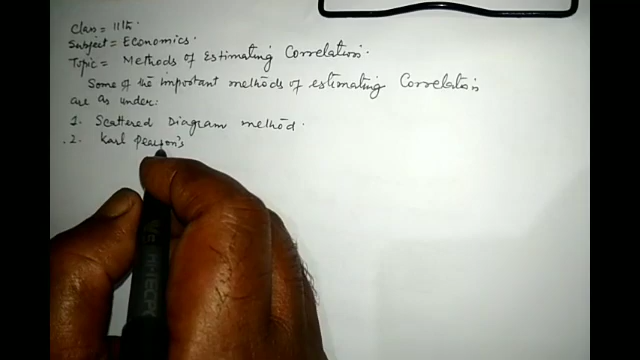 Class = 11th.
Subject = Economics.
Topic = Methods of Estimating Correlation.
Some of the important methods of estimating Correlation
are as under:
1. Scattered Diagram method.
2. Karl Pearson's